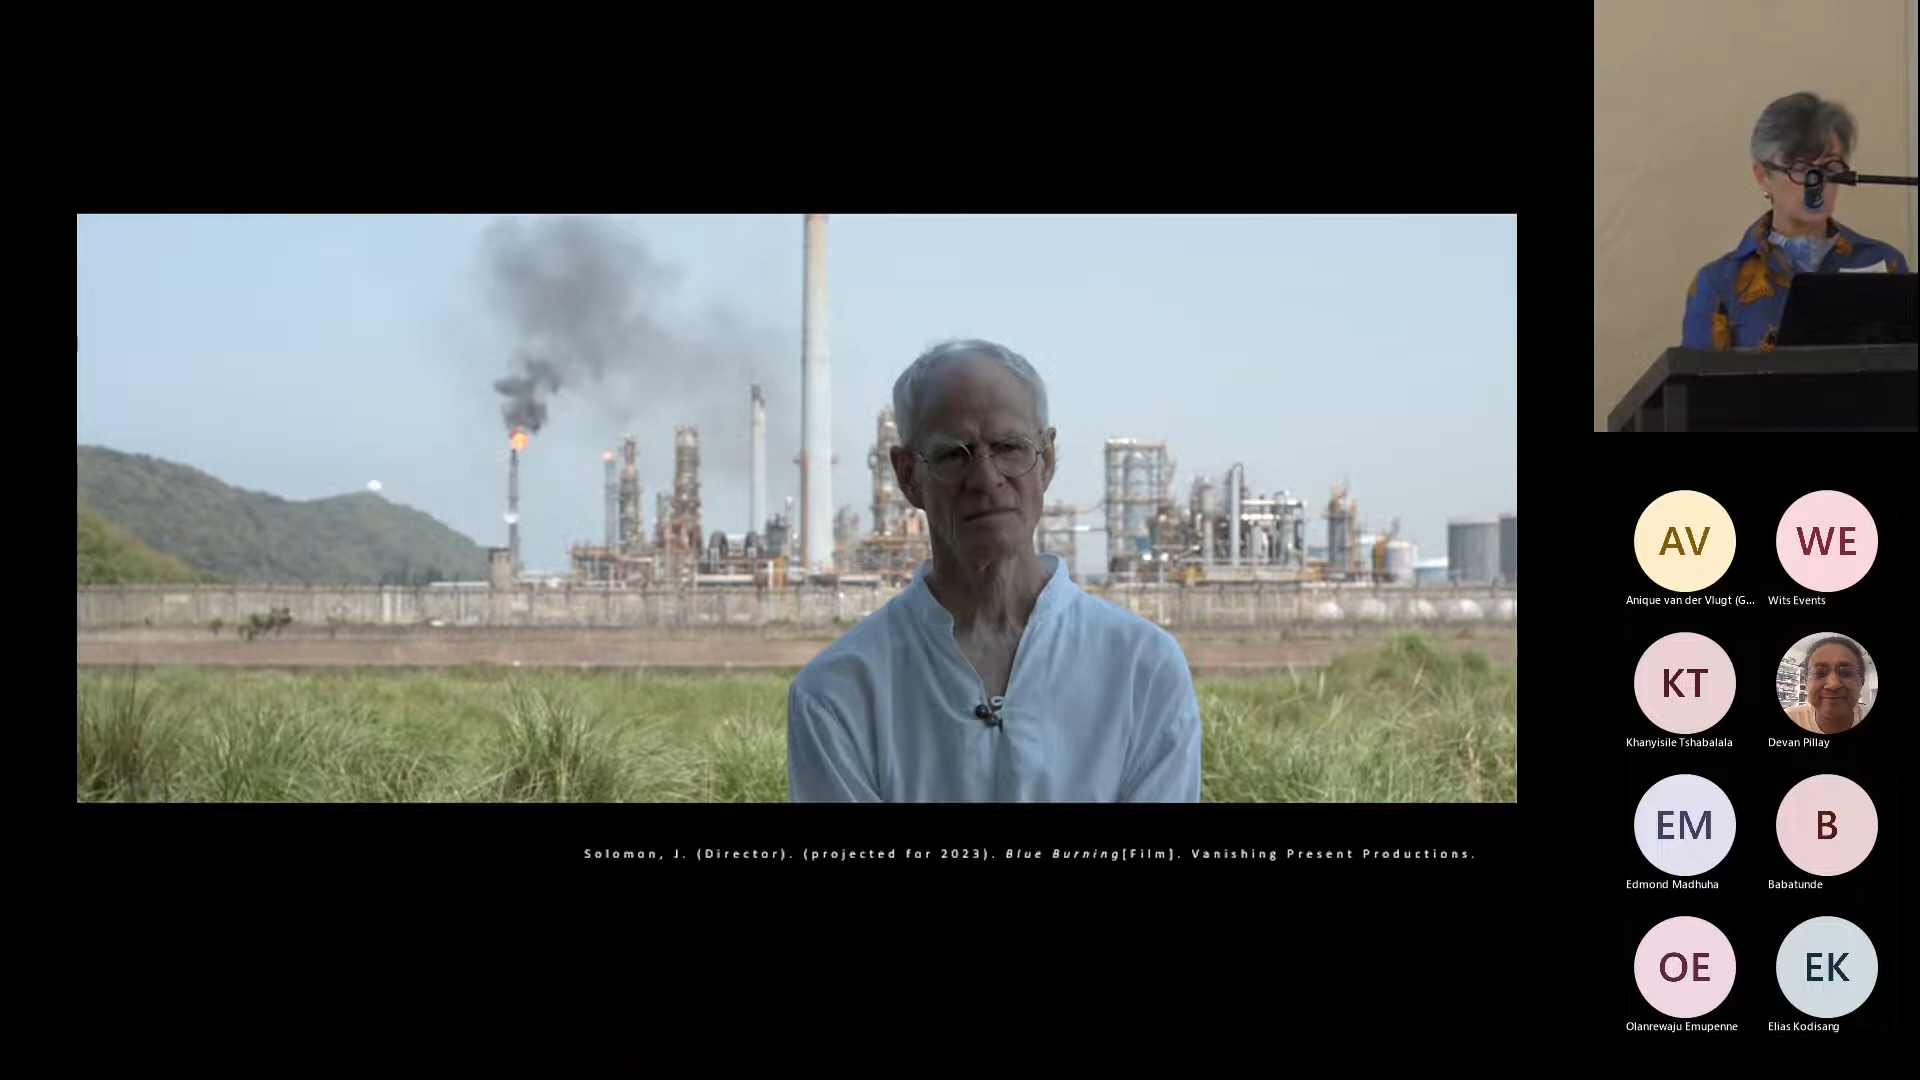 Solomon, J. (Director). (projected for 2023). Blue Burning[Film]. Vanishing Present Productions.
AV
WE
Anique van der Vlugt (G...
Wits Events
KT
Khanyisile Tshabalala
Devan Pillay
EM
B
Edmond Madhuha
Babatunde
OE
EK
Olanrewaju Emupenne
Elias Kodisang